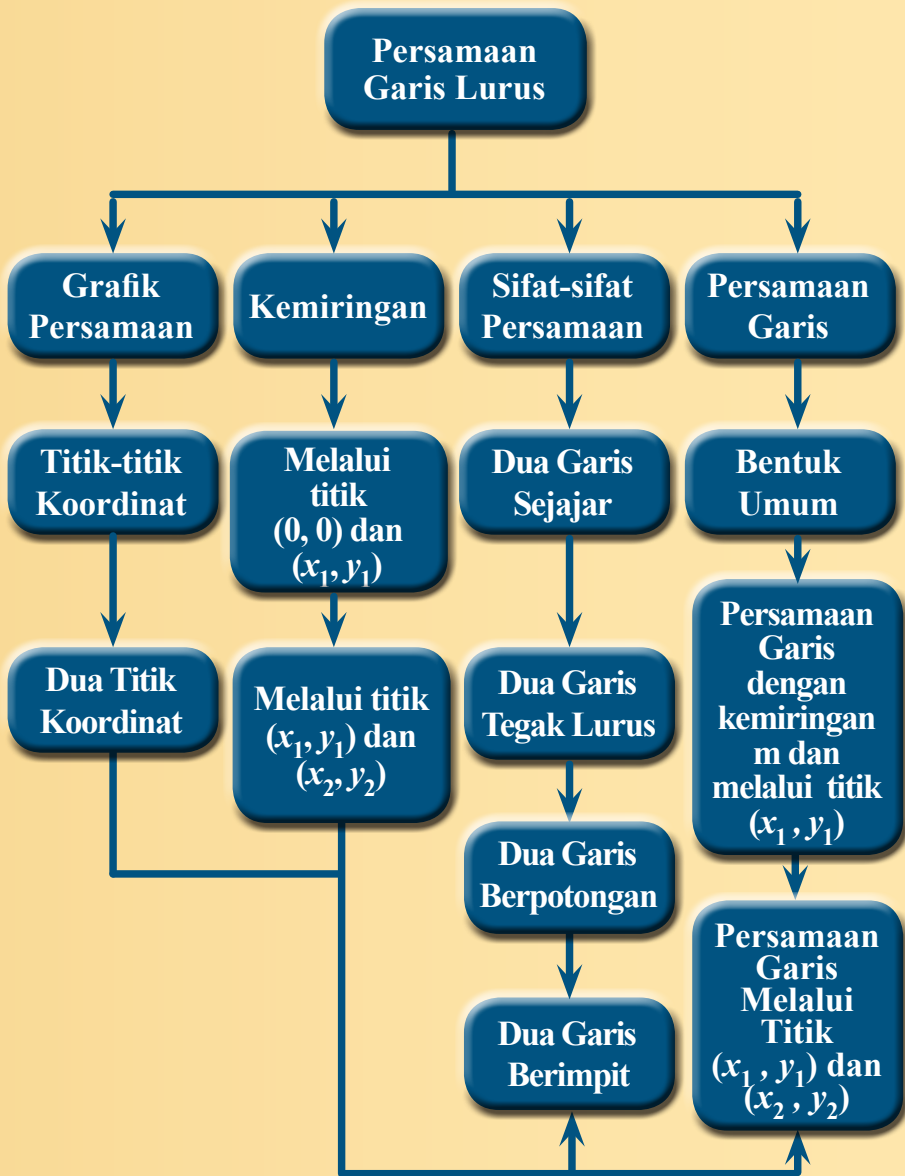 Persamaan
Garis Lurus
Grafik
Persamaan
Kemiringan
Sifat-sifat
Persamaan
Persamaan
Garis
Titik-titik
Koordinat
Melalui
titik
(0, 0) dan
(x₁, y₁)
Dua Garis
Sejajar
Bentuk
Umum
Dua Titik
Koordinat
Melalui titik
(x₁, y₁) dan
(x₂, y₂)
Dua Garis
Tegak Lurus
Persamaan
Garis
dengan
kemiringan
m dan
melalui titik
(x₁ , y₁)
Dua Garis
Berpotongan
Dua Garis
Berimpit
Persamaan
Garis
Melalui
Titik
(x₁ , y₁) dan
(x₂ , y₂)